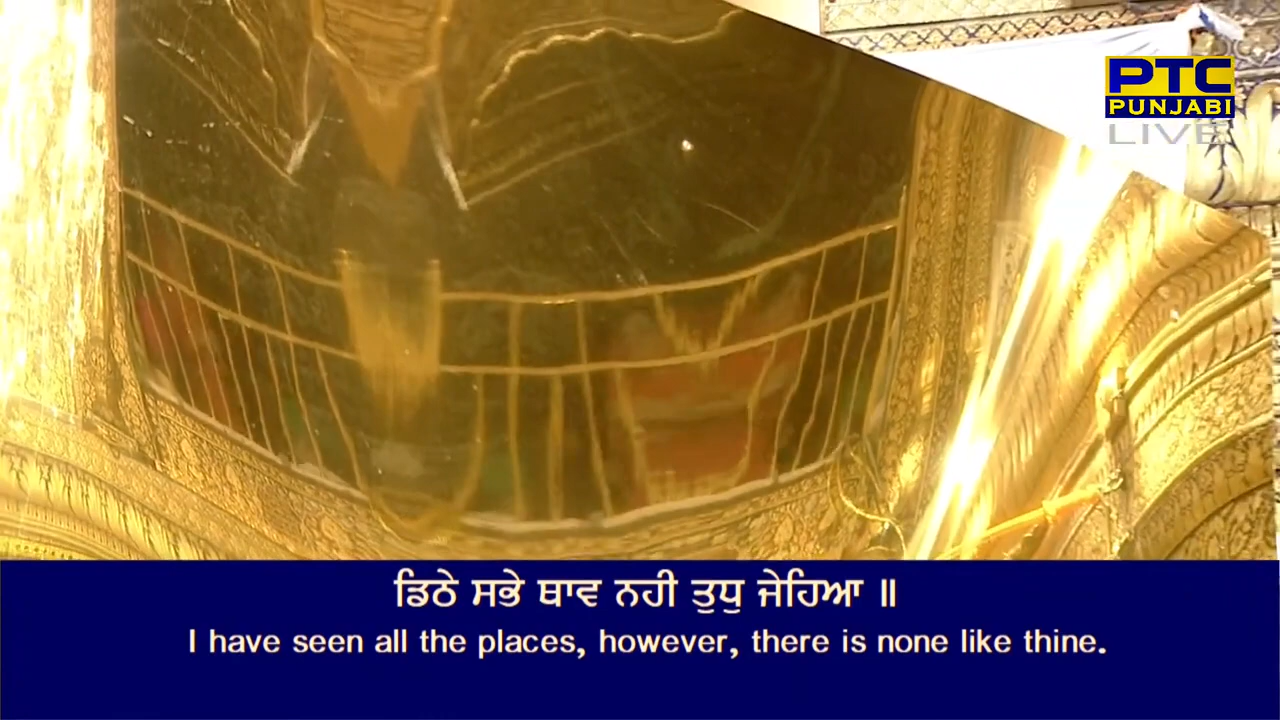 PTC
PUNJABI
LIVE
ਡਿਠੇ ਸਭੇ ਥਾਵ ਨਹੀ ਤੁਧੁ ਜੇਹਿਆ ॥
I have seen all the places, however, there is none like thine.